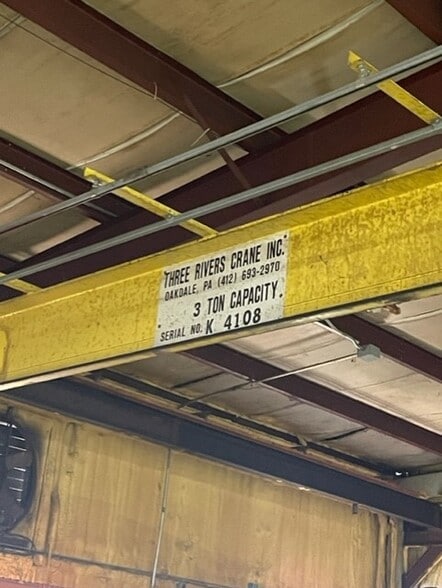 THREE RIVERS CRANE INC.
OAKDALE, PA (412) 693-2970
3 TON CAPACITY
SERIAL NO. K 4108